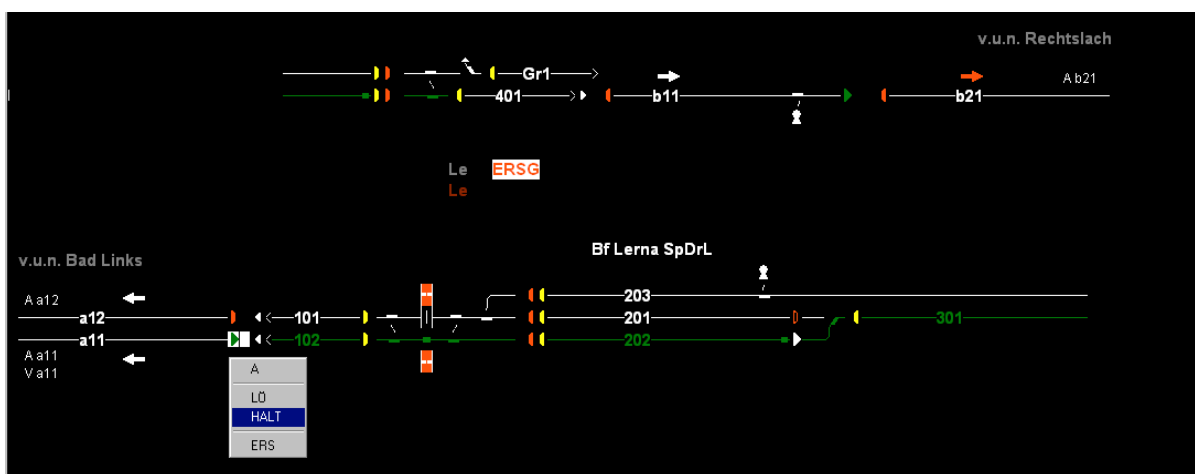 v.u.n. Rechtslach
Gr1
A b21
401 b11 b21
Le ERSG
Le
Bf Lerna SpDrL
v.u.n. Bad Links
A a12
203
a12 101 201 301
a11 102 202
A a11
V a11
A
LÖ
HALT
ERS